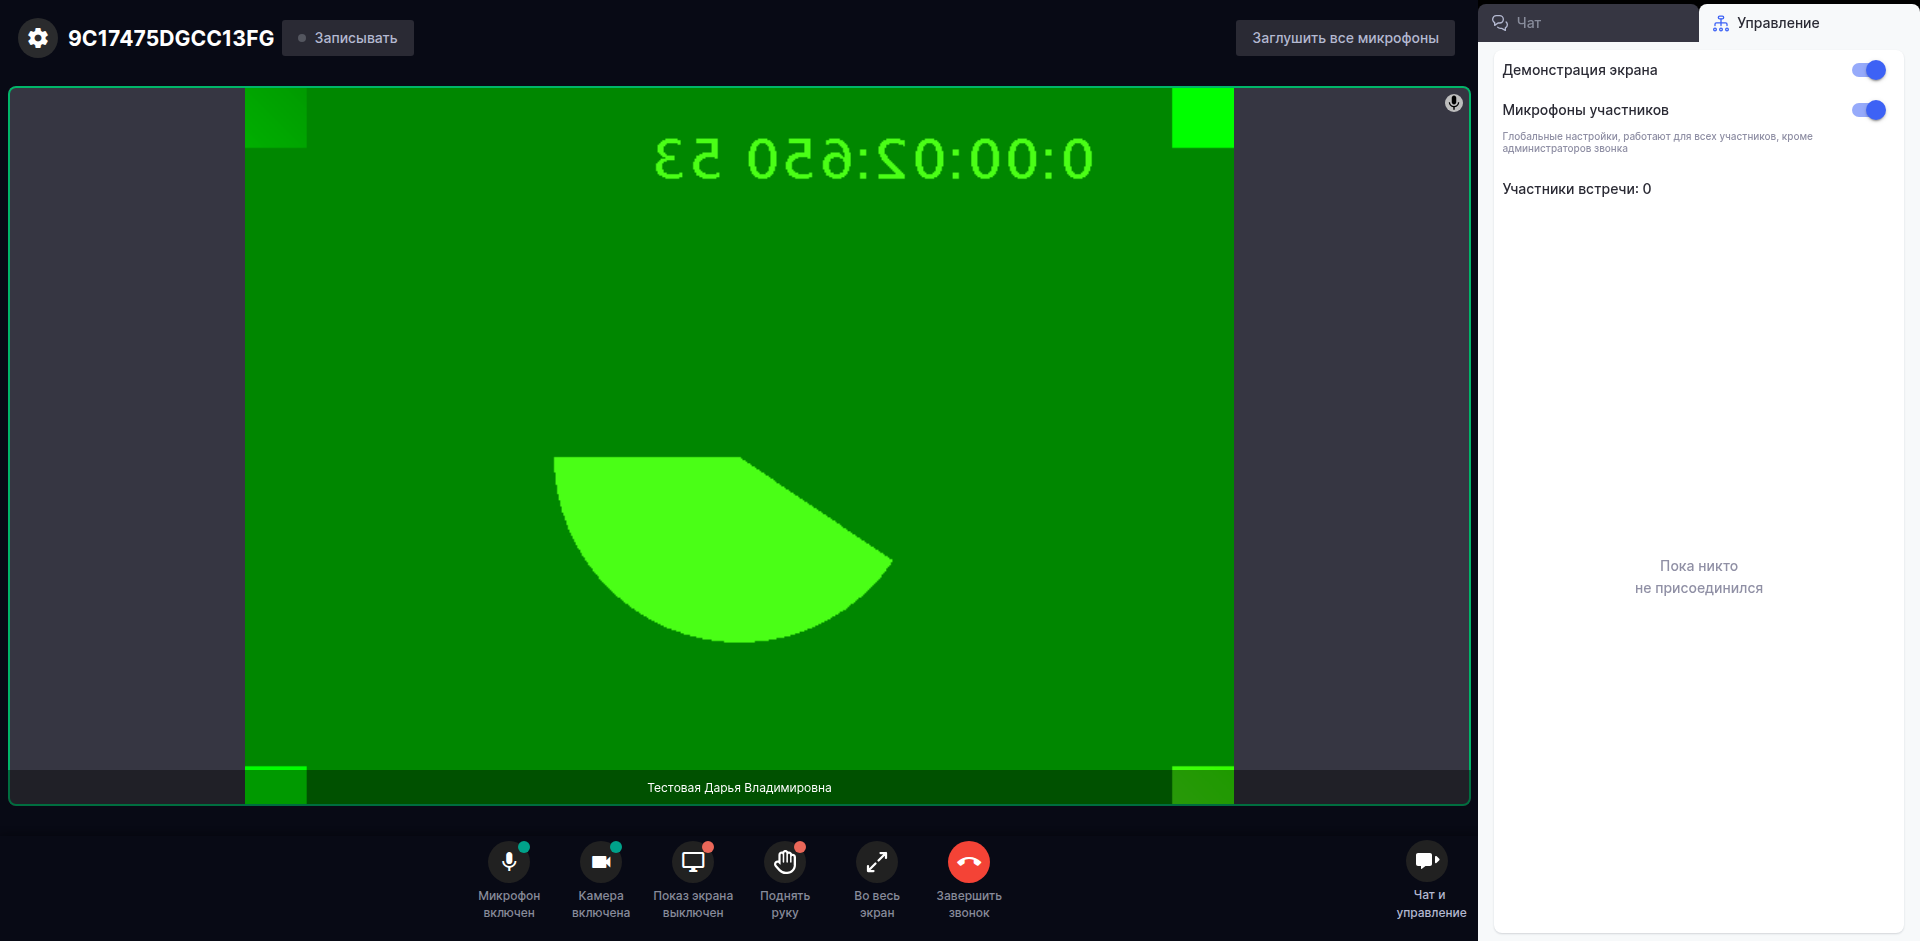 9C17475DGCC13FG
Записывать
Заглушить все микрофоны
Чат
Управление
Демонстрация экрана
Микрофоны участников
Глобальные настройки, работают для всех участников, кроме
администраторов звонка
Участники встречи: 0
Пока никто
не присоединился
0:00:02:650 53
Тестовая Дарья Владимировна
Микрофон
включен
Камера
включена
Показ экрана
выключен
Поднять
руку
Во весь
экран
Завершить
звонок
Чат и
управление